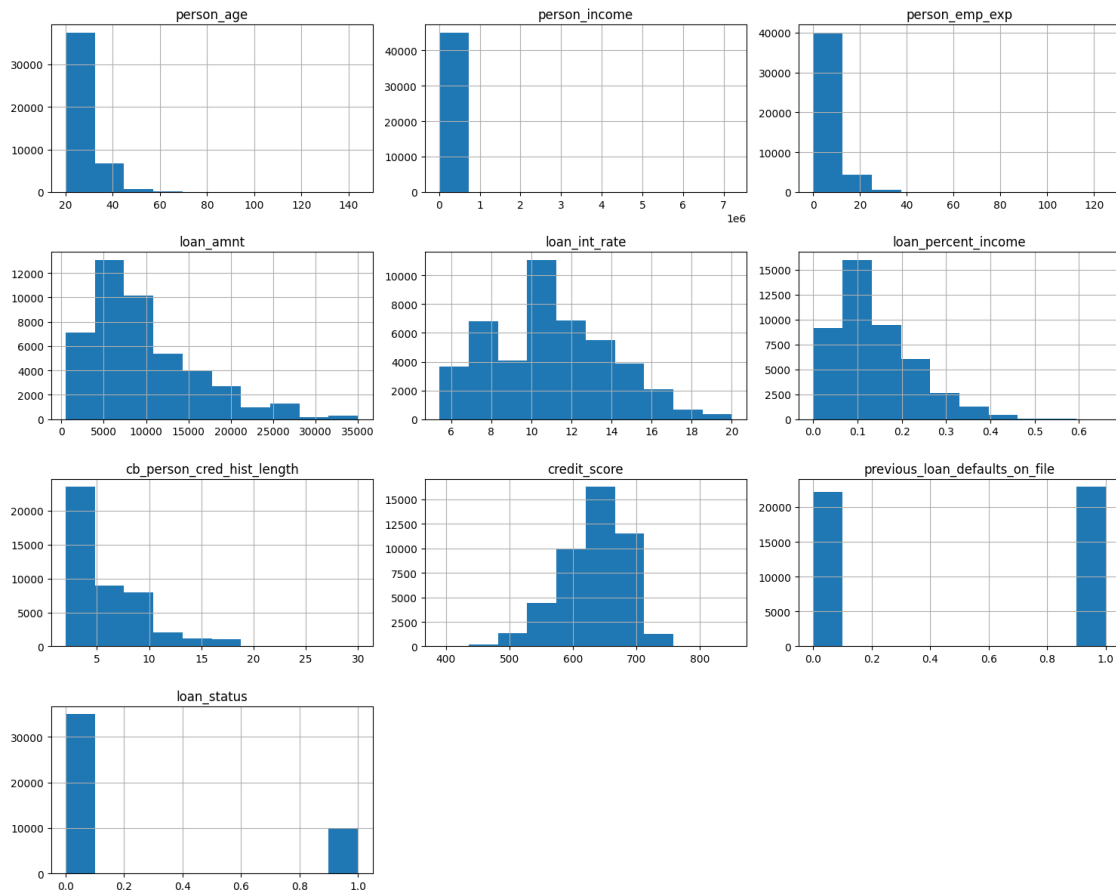 person_age
person_income
person_emp_exp
30000
20000
10000
0
20 40 60 80 100 120 140
40000
30000
20000
10000
0
0 1 2 3 4 5 6 7
1e6
40000
30000
20000
10000
0
0 20 40 60 80 100 120
loan_amnt
loan_int_rate
loan_percent_income
12000
10000
8000
6000
4000
2000
0
0 5000 10000 15000 20000 25000 30000 35000
10000
8000
6000
4000
2000
0
6 8 10 12 14 16 18 20
15000
12500
10000
7500
5000
2500
0
0.0 0.1 0.2 0.3 0.4 0.5 0.6
cb_person_cred_hist_length
credit_score
previous_loan_defaults_on_file
20000
15000
10000
5000
0
5 10 15 20 25 30
15000
12500
10000
7500
5000
2500
0
400 500 600 700 800
20000
15000
10000
5000
0
0.0 0.2 0.4 0.6 0.8 1.0
loan_status
30000
20000
10000
0
0.0 0.2 0.4 0.6 0.8 1.0